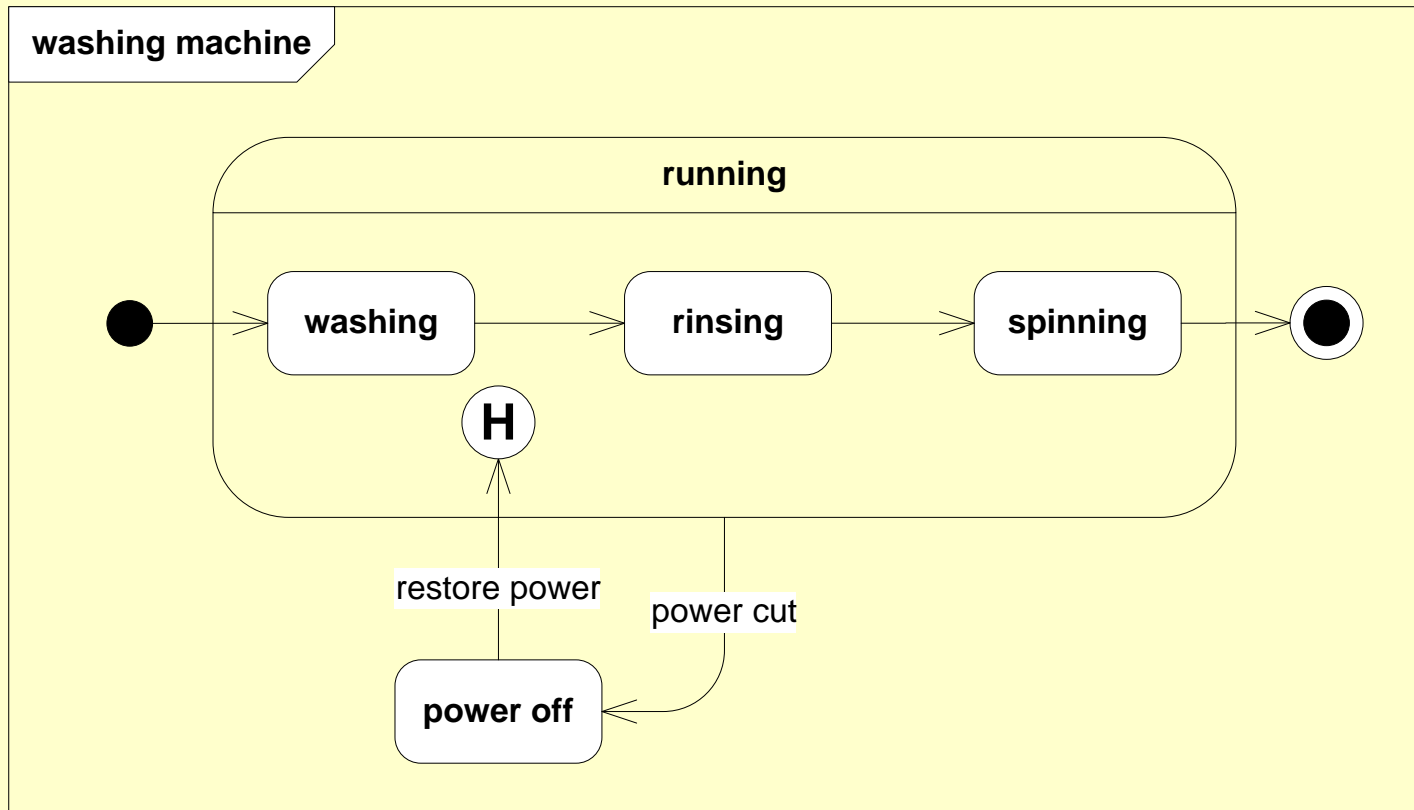 washing machine
running
washing
rinsing
spinning
H
restore power
power cut
power off